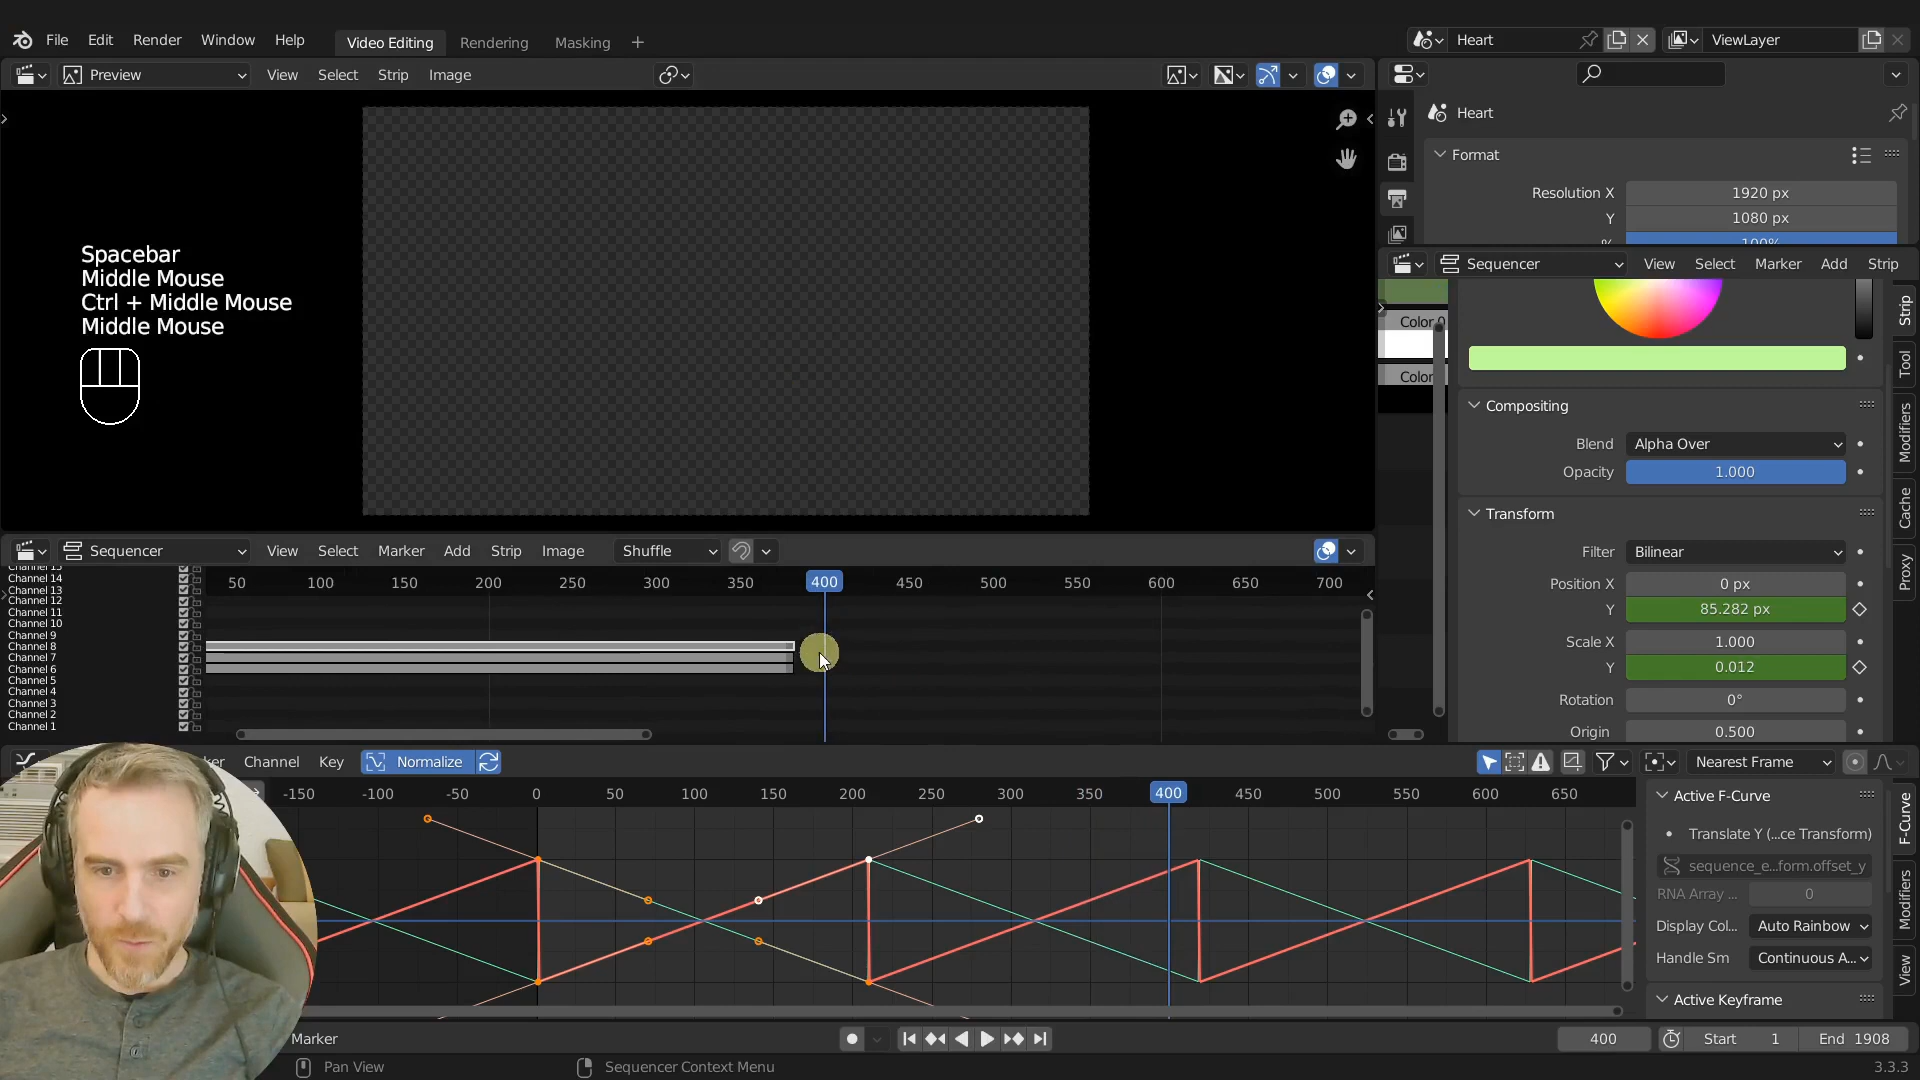 File Edit Render Window Help Video Editing Rendering Masking + Heart ViewLayer
Preview View Select Strip Image
Heart
Format
Resolution X 1920 px
Y 1080 px
Spacebar
Middle Mouse
Ctrl + Middle Mouse
Middle Mouse
Sequencer View Select Marker Add Strip
Color
Color
Strip
Tool
Modifiers
Cache
Proxy
Compositing
Blend Alpha Over
Opacity 1.000
Transform
Filter Bilinear
Position X 0 px
Y 85.282 px
Scale X 1.000
Y 0.012
Rotation 0°
Origin 0.500
Sequencer View Select Marker Add Strip Image Shuffle
50 100 150 200 250 300 350 400 450 500 550 600 650 700
Channel 15
Channel 14
Channel 13
Channel 12
Channel 11
Channel 10
Channel 9
Channel 8
Channel 7
Channel 6
Channel 5
Channel 4
Channel 3
Channel 2
Channel 1
ker Channel Key Normalize Nearest Frame
-150 -100 -50 0 50 100 150 200 250 300 350 400 450 500 550 600 650
Active F-Curve
Translate Y (...ce Transform)
sequence_e...form.offset_y
RNA Array ... 0
Display Col... Auto Rainbow
Handle Sm Continuous A...
Active Keyframe
F-Curve
Modifiers
View
Marker 400 Start 1 End 1908
Pan View Sequencer Context Menu 3.3.3